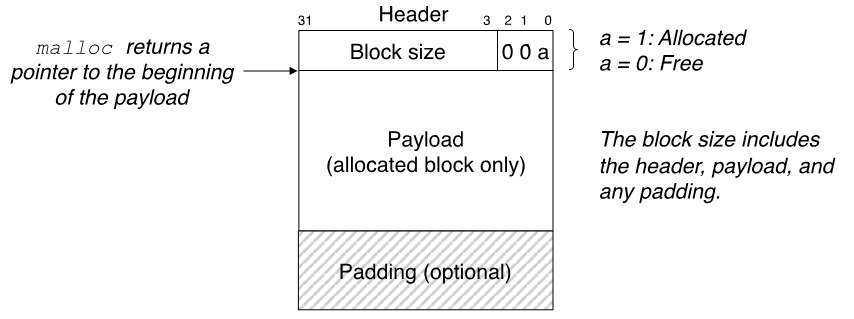 Header
31 3 2 1 0
malloc returns a
pointer to the beginning
of the payload
Block size
0 0 a
a = 1: Allocated
a = 0: Free
Payload
(allocated block only)
The block size includes
the header, payload, and
any padding.
Padding (optional)